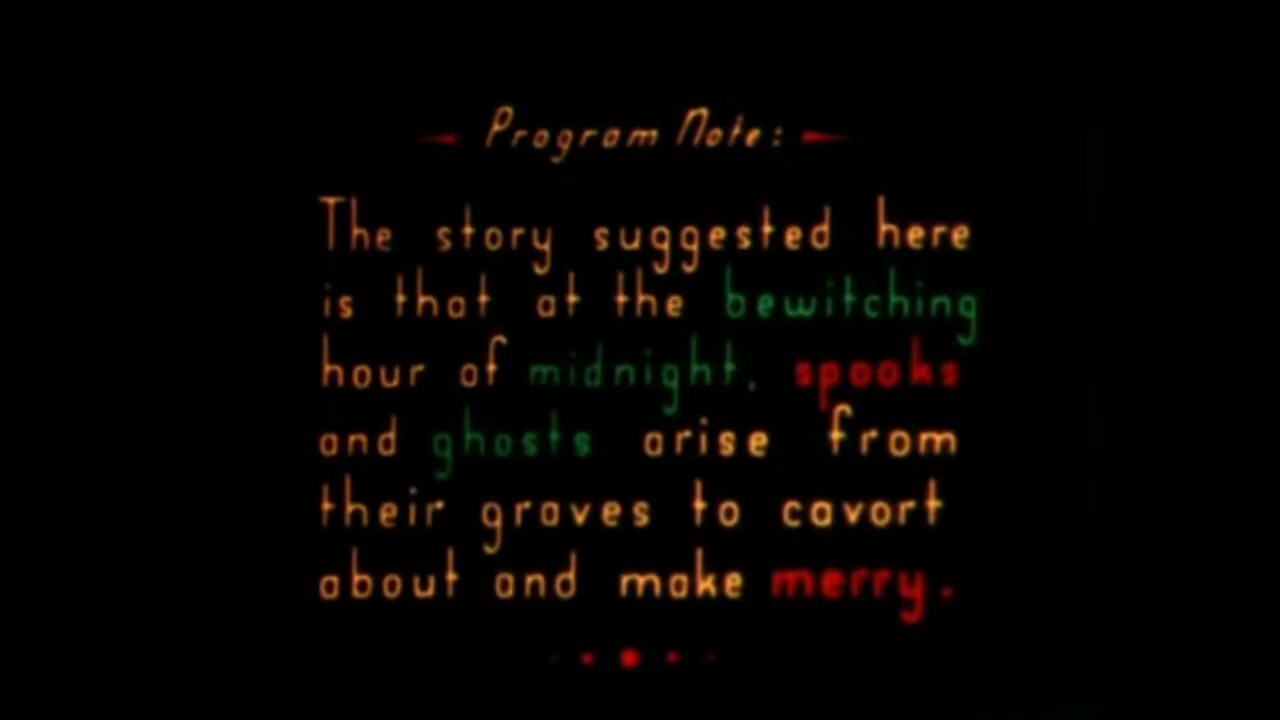 Program Note:
The story suggested here
is that at the bewitching
hour of midnight, spooks
and ghosts arise from
their graves to cavort
about and make merry.